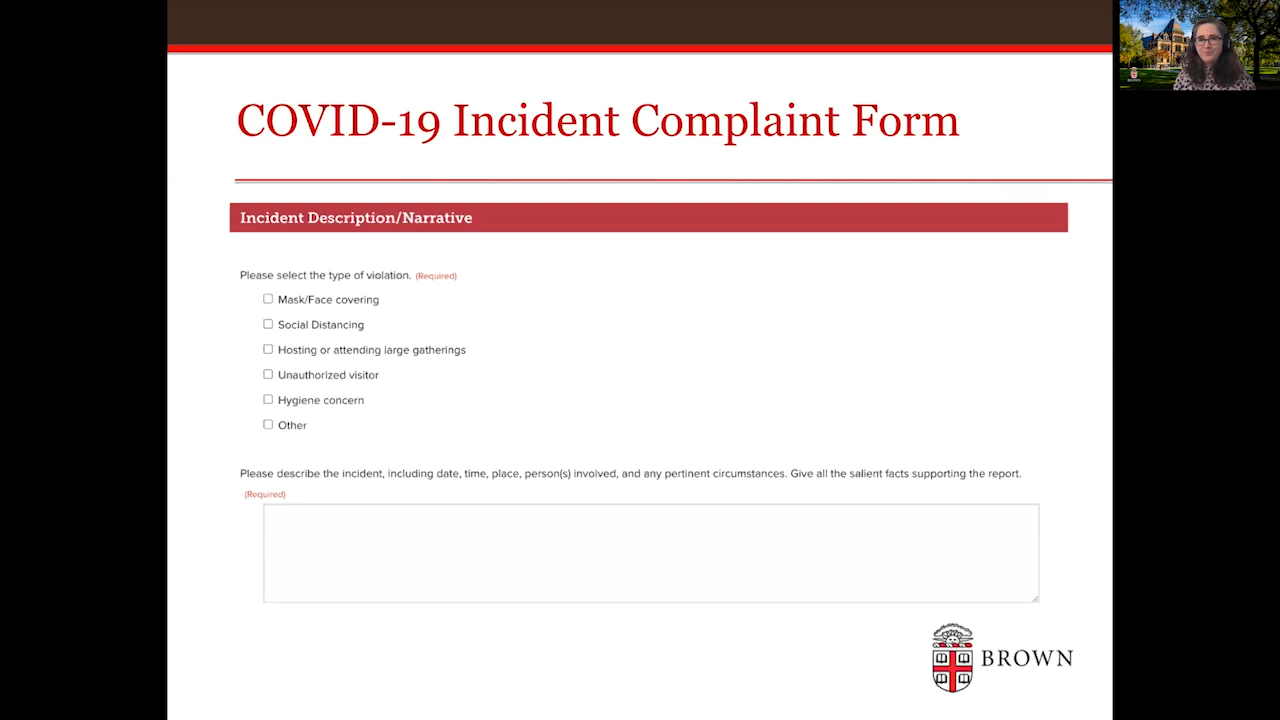 COVID-19 Incident Complaint Form
Incident Description/Narrative
Please select the type of violation. (Required)
Mask/Face covering
Social Distancing
Hosting or attending large gatherings
Unauthorized visitor
Hygiene concern
Other
Please describe the incident, including date, time, place, person(s) involved, and any pertinent circumstances. Give all the salient facts supporting the report.
(Required)
BROWN